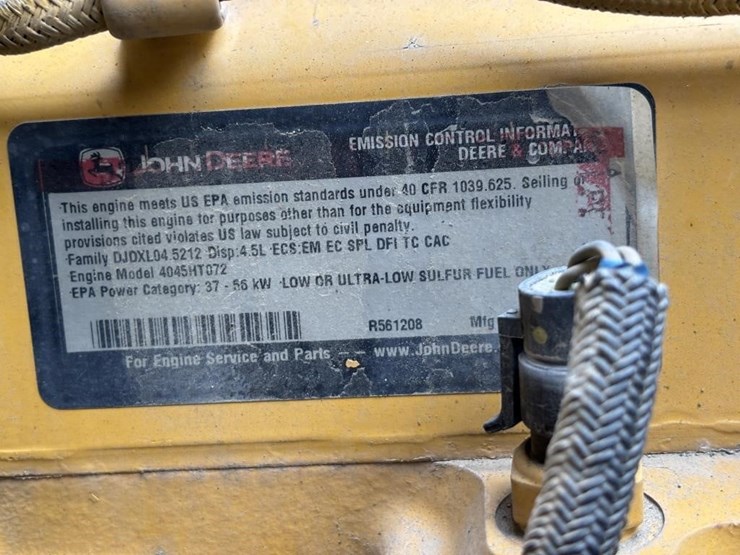 JOHN DEERE
EMISSION CONTROL INFORMA
DEERE & COMPA
This engine meets US EPA emission standards under 40 CFR 1039.625. Selling or
installing this engine for purposes other than for the equipment flexibility
provisions cited violates US law subject to civil penalty.
Family DJDXL04.5212 Disp:4.5L ECS:EM EC SPL DFI TC CAC
Engine Model 4045HT072
EPA Power Category: 37 - 56 kW LOW OR ULTRA-LOW SULFUR FUEL ONLY
R561208 Mfg
For Engine Service and Parts — www.JohnDeere.